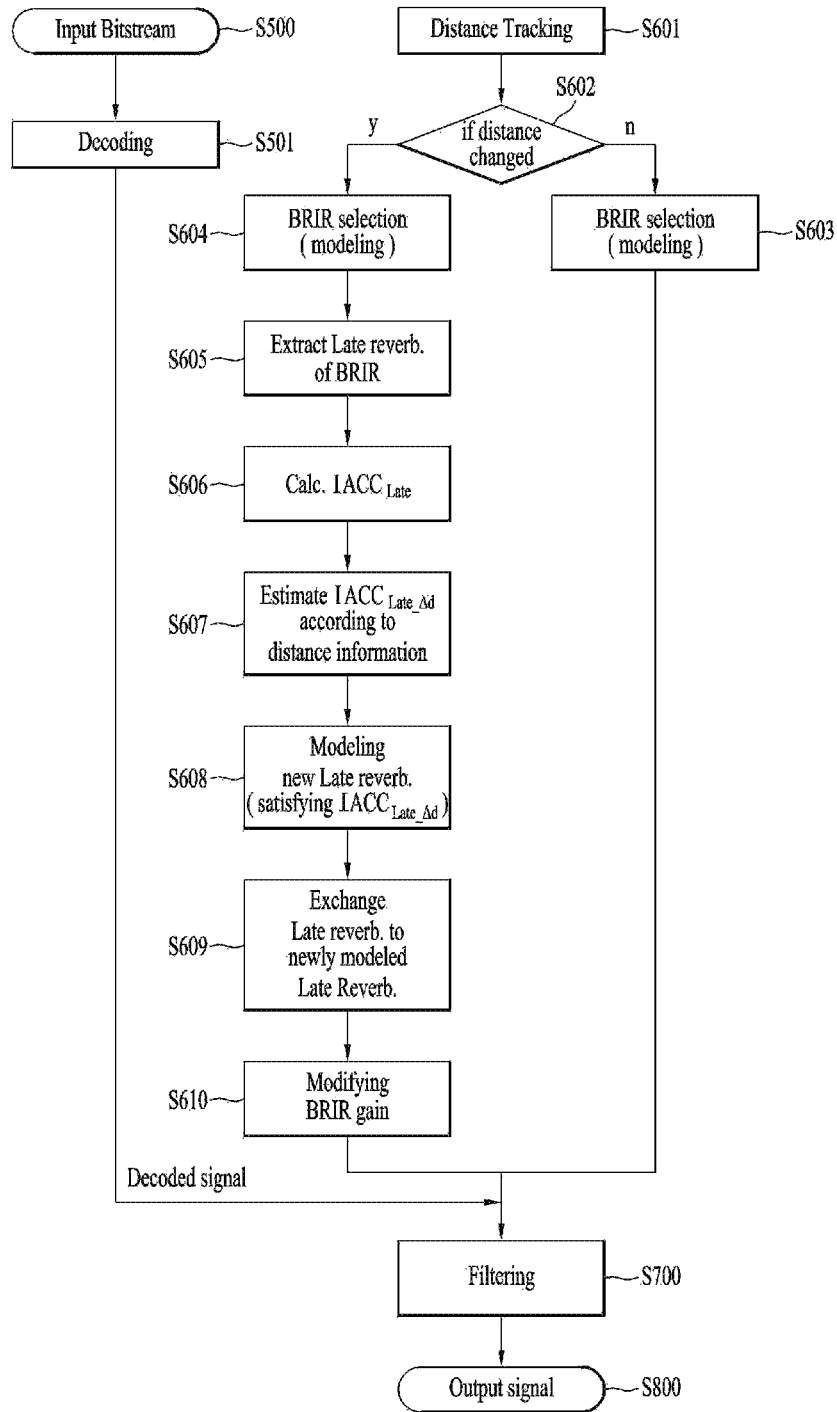 Input Bitstream
S500
Distance Tracking
S601
S602
if distance
changed
y
n
Decoding
S501
S604
BRIR selection
( modeling )
BRIR selection
( modeling )
S603
S605
Extract Late reverb.
of BRIR
S606
Calc. IACC Late
S607
Estimate IACC Late_Δd
according to
distance information
S608
Modeling
new Late reverb.
( satisfying IACC Late_Δd )
S609
Exchange
Late reverb. to
newly modeled
Late Reverb.
S610
Modifying
BRIR gain
Decoded signal
Filtering
S700
Output signal
S800